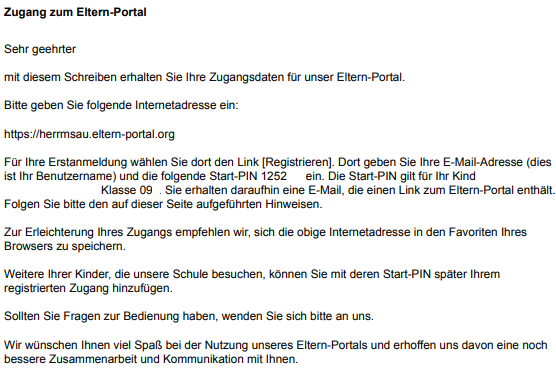 Zugang zum Eltern-Portal
Sehr geehrter
mit diesem Schreiben erhalten Sie Ihre Zugangsdaten für unser Eltern-Portal.
Bitte geben Sie folgende Internetadresse ein:
https://herrmsau.eltern-portal.org
Für Ihre Erstanmeldung wählen Sie dort den Link [Registrieren]. Dort geben Sie Ihre E-Mail-Adresse (dies
ist Ihr Benutzername) und die folgende Start-PIN 1252 ein. Die Start-PIN gilt für Ihr Kind
Klasse 09 . Sie erhalten daraufhin eine E-Mail, die einen Link zum Eltern-Portal enthält.
Folgen Sie bitte den auf dieser Seite aufgeführten Hinweisen.
Zur Erleichterung Ihres Zugangs empfehlen wir, sich die obige Internetadresse in den Favoriten Ihres
Browsers zu speichern.
Weitere Ihrer Kinder, die unsere Schule besuchen, können Sie mit deren Start-PIN später Ihrem
registrierten Zugang hinzufügen.
Sollten Sie Fragen zur Bedienung haben, wenden Sie sich bitte an uns.
Wir wünschen Ihnen viel Spaß bei der Nutzung unseres Eltern-Portals und erhoffen uns davon eine noch
bessere Zusammenarbeit und Kommunikation mit Ihnen.